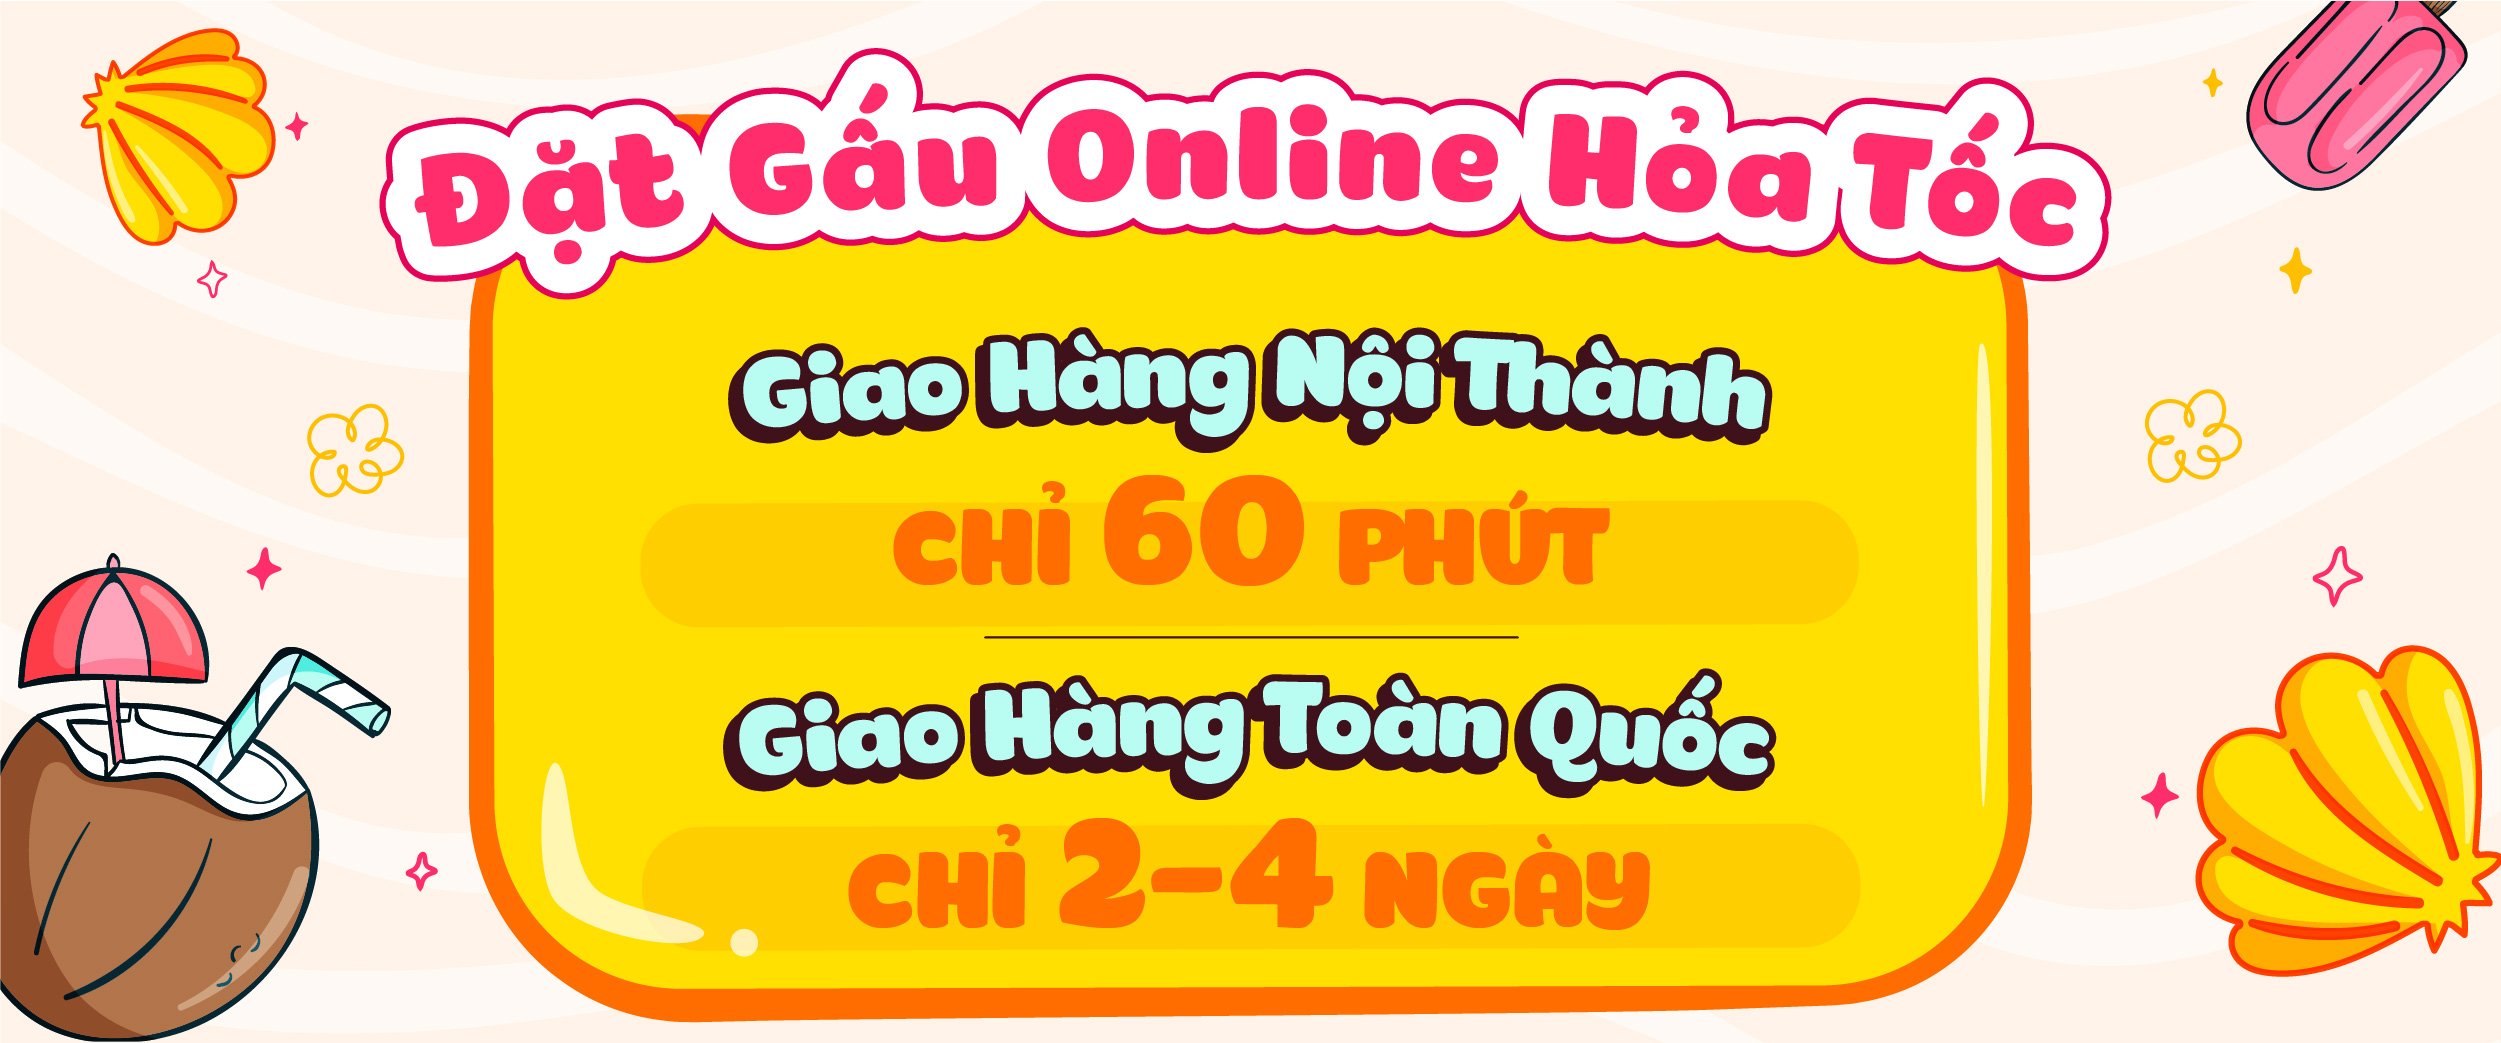 Đặt Gấu Online Hỏa Tốc
Giao Hàng Nội Thành
CHỈ 60 PHÚT
Giao Hàng Toàn Quốc
CHỈ 2-4 NGÀY